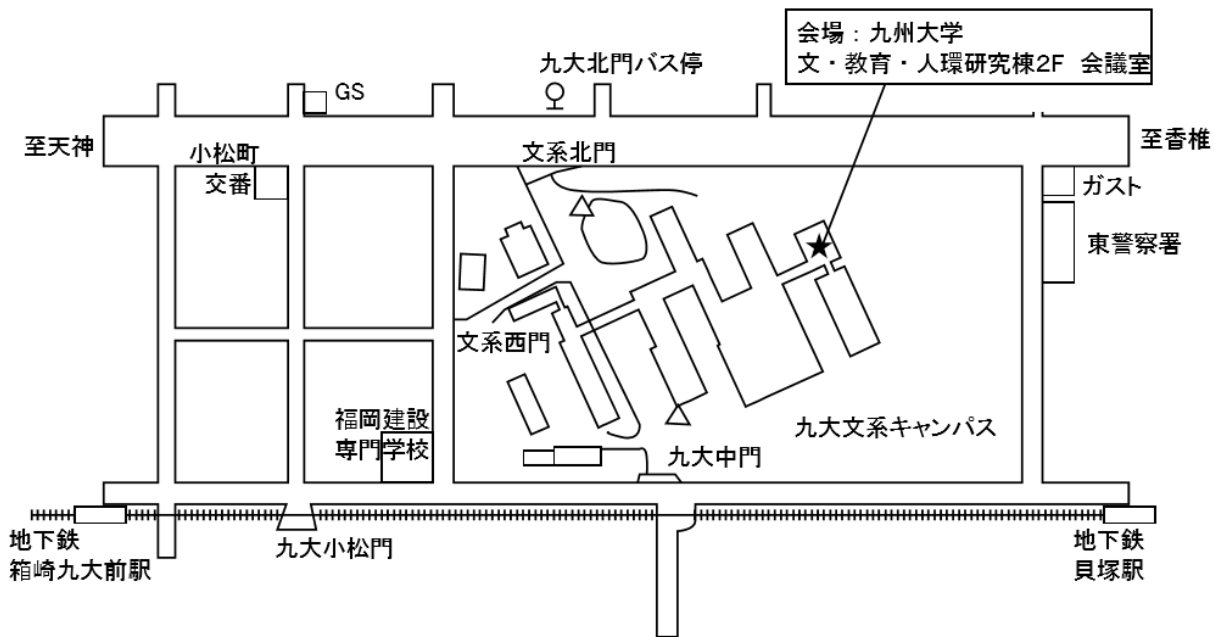 会場：九州大学
文・教育・人環研究棟2F　会議室
九大北門バス停
GS
至天神
小松町
交番
文系北門
至香椎
ガスト
東警察署
文系西門
福岡建設
専門学校
九大文系キャンパス
九大中門
地下鉄
箱崎九大前駅
九大小松門
地下鉄
貝塚駅